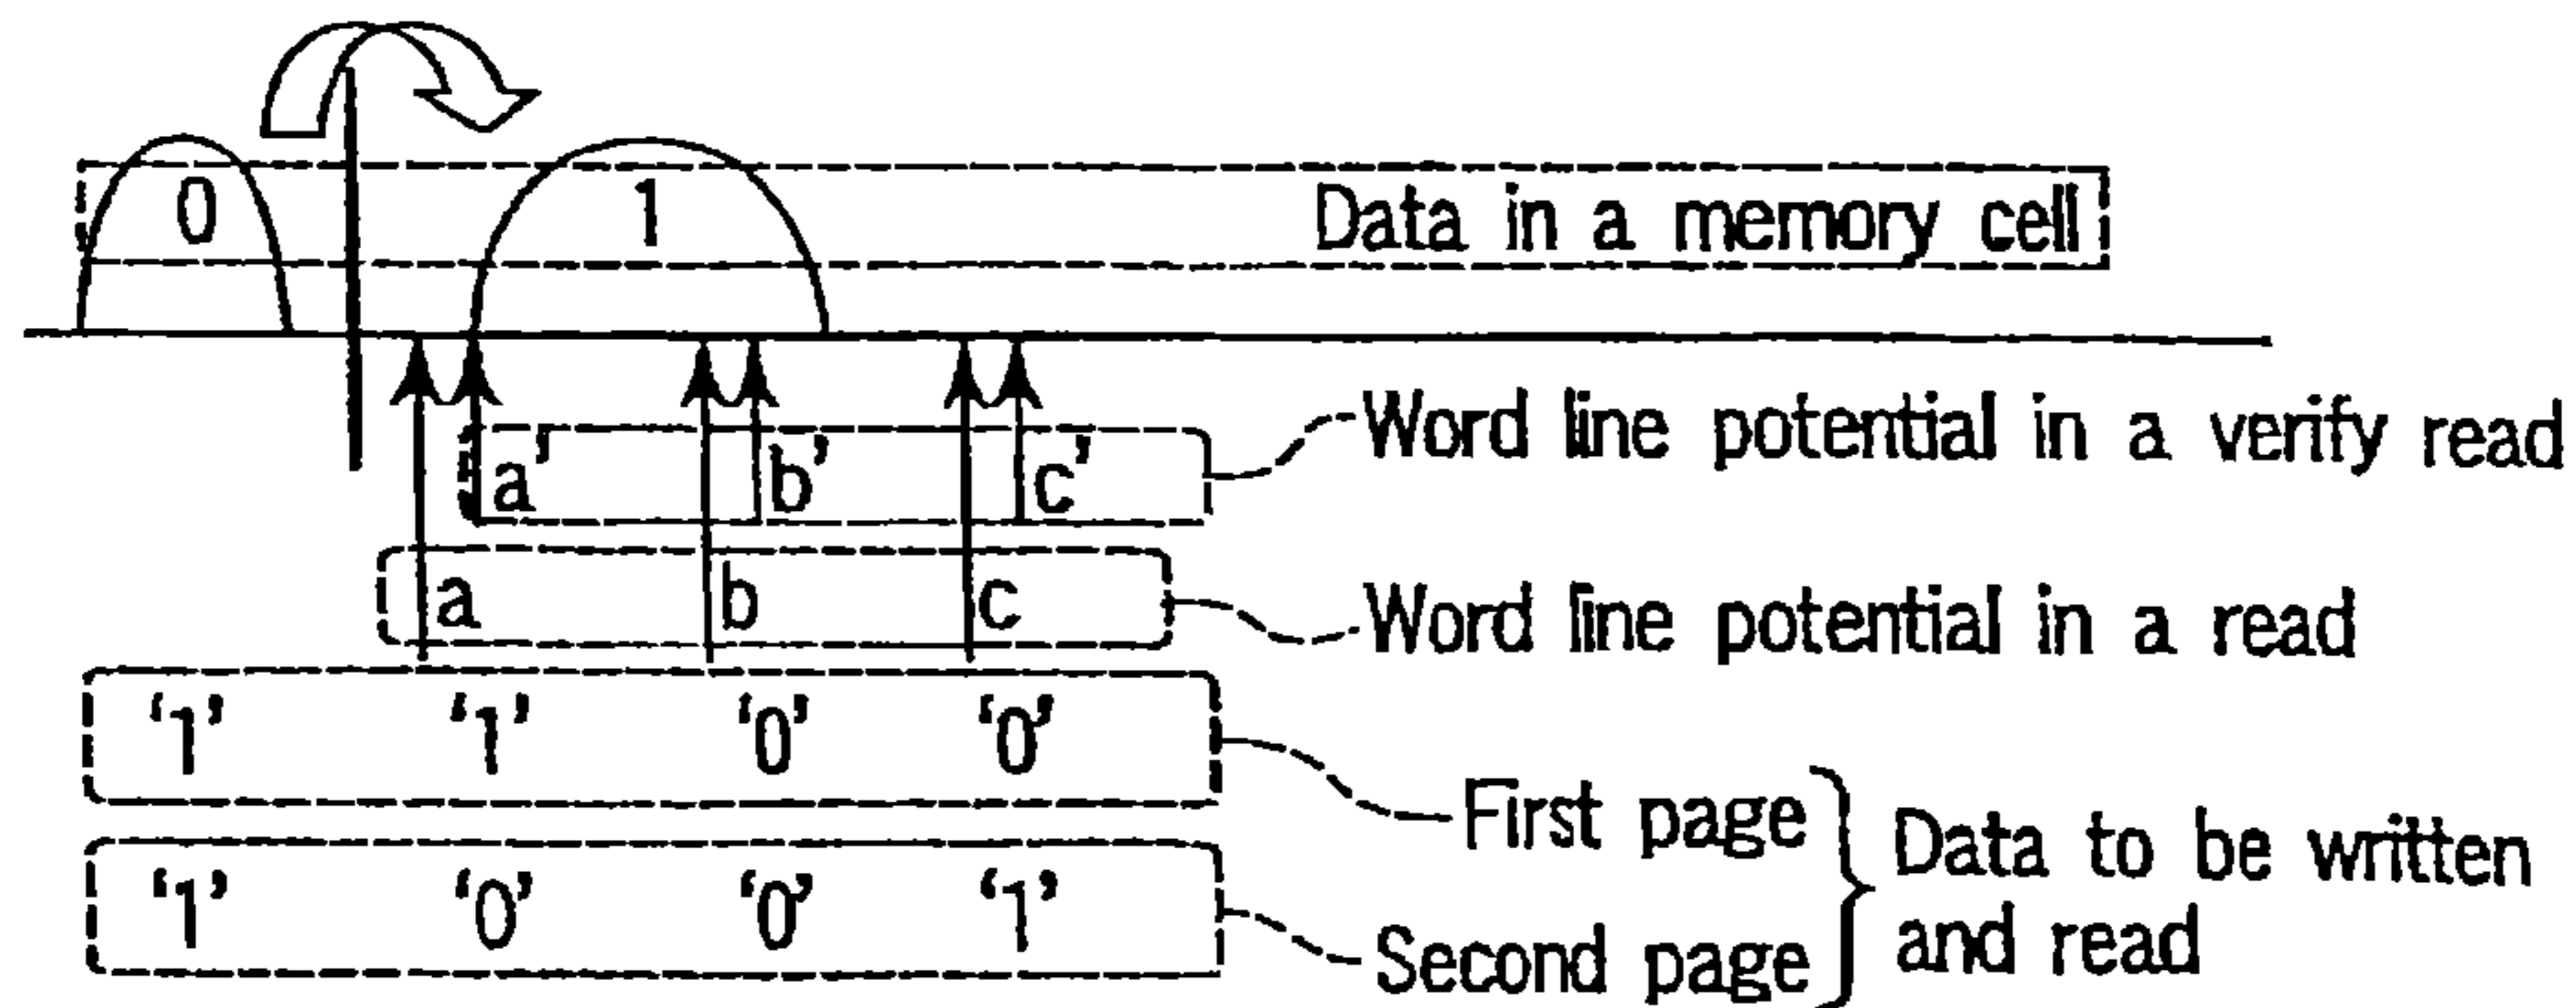 0 1 Data in a memory cell
a' b' c' Word line potential in a verify read
a b c Word line potential in a read
‘1’ ‘1’ ‘0’ ‘0’
First page
‘1’ ‘0’ ‘0’ ‘1’
Second page
Data to be written
and read